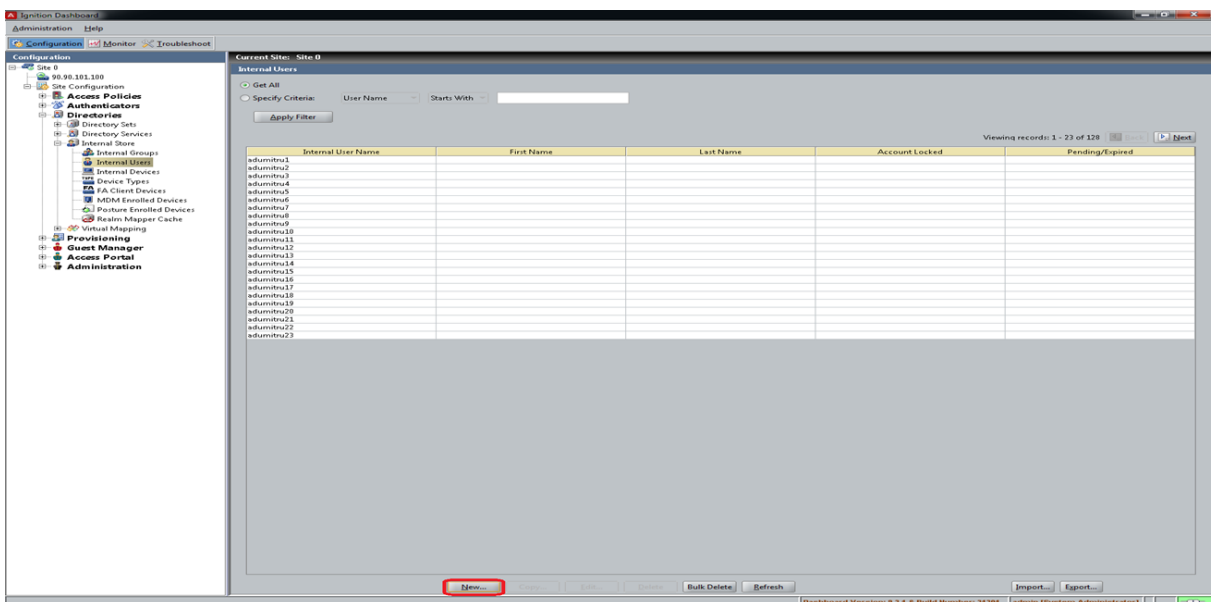 Ignition Dashboard
Administration Help
Configuration Monitor Troubleshoot
Configuration
Site 0
90.90.101.100
Site Configuration
Access Policies
Authenticators
Directories
Directory Sets
Directory Services
Internal Store
Internal Groups
Internal Users
Internal Devices
Device Types
FA Client Devices
MDM Enrolled Devices
Posture Enrolled Devices
Realm Mapper Cache
Virtual Mapping
Provisioning
Guest Manager
Access Portal
Administration
Current Site: Site 0
Internal Users
Get All
Specify Criteria: User Name Starts With
Apply Filter
Viewing records: 1 - 23 of 128 Back Next
Internal User Name First Name Last Name Account Locked Pending/Expired
adumitru1
adumitru2
adumitru3
adumitru4
adumitru5
adumitru6
adumitru7
adumitru8
adumitru9
adumitru10
adumitru11
adumitru12
adumitru13
adumitru14
adumitru15
adumitru16
adumitru17
adumitru18
adumitru19
adumitru20
adumitru21
adumitru22
adumitru23
New... Copy... Edit... Delete Bulk Delete Refresh Import... Export...